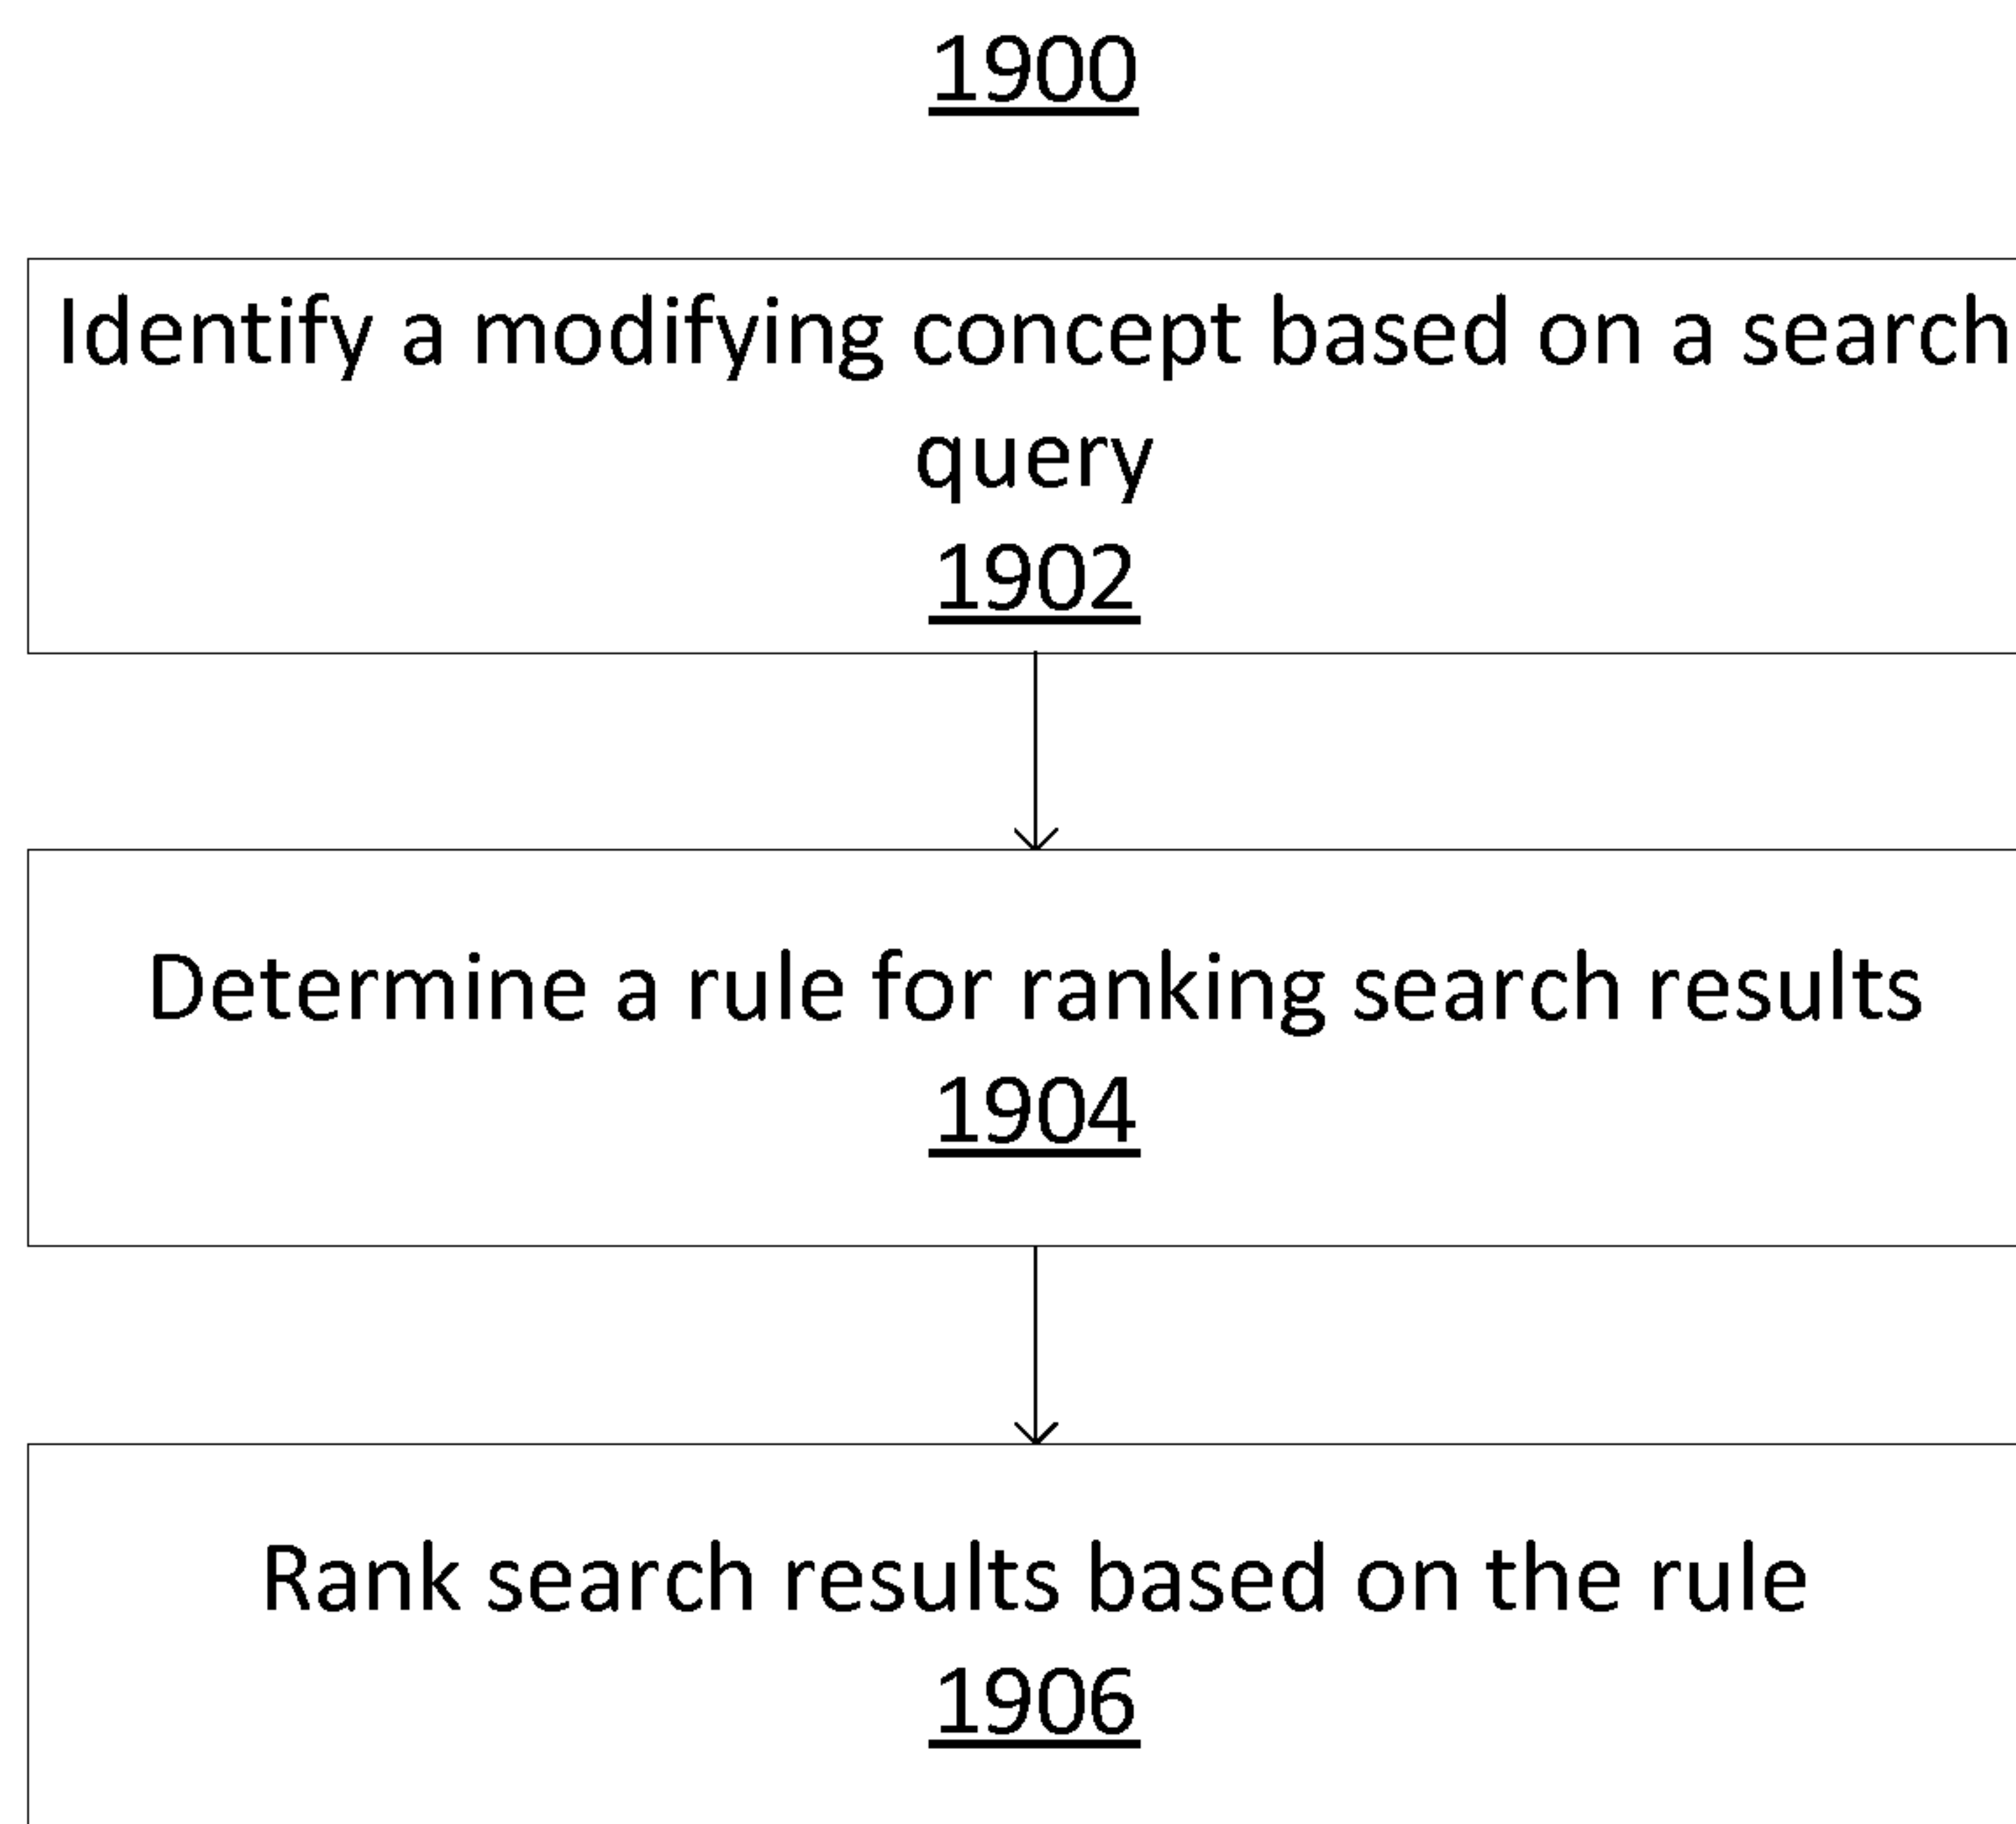 1900
Identify a modifying concept based on a search
query
1902
Determine a rule for ranking search results
1904
Rank search results based on the rule
1906